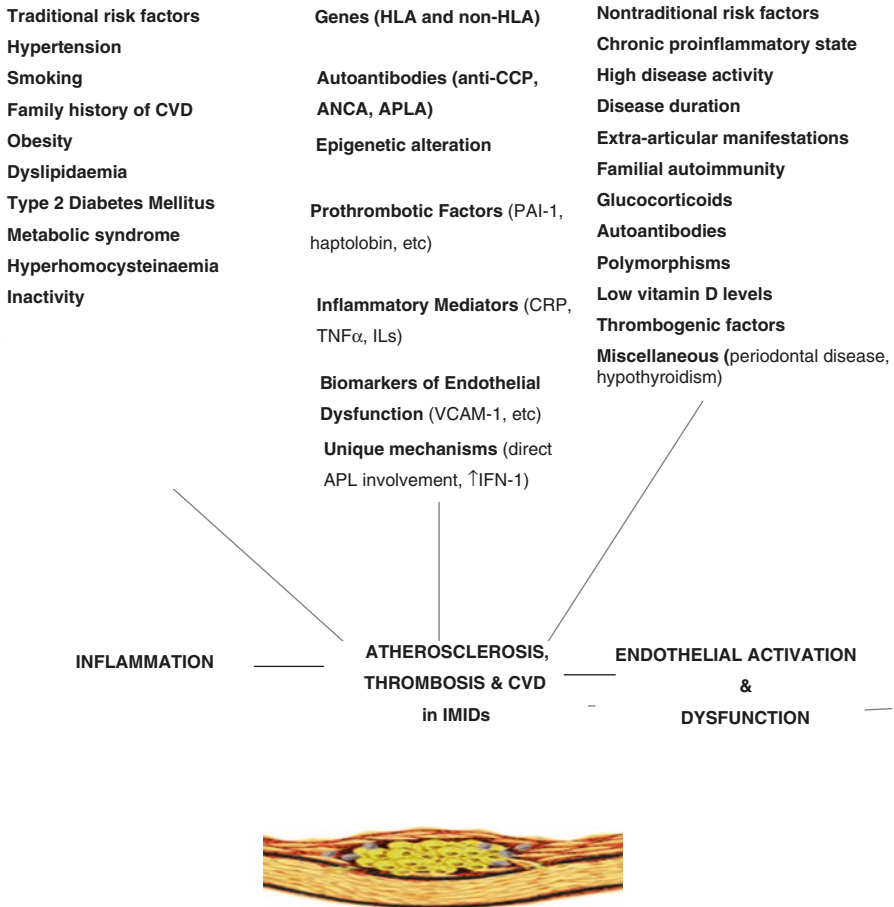 Traditional risk factors
Hypertension
Smoking
Family history of CVD
Obesity
Dyslipidaemia
Type 2 Diabetes Mellitus
Metabolic syndrome
Hyperhomocysteinaemia
Inactivity
Genes (HLA and non-HLA)
Autoantibodies (anti-CCP,
ANCA, APLA)
Epigenetic alteration
Prothrombotic Factors (PAI-1,
haptolobin, etc)
Inflammatory Mediators (CRP,
TNFα, ILs)
Biomarkers of Endothelial
Dysfunction (VCAM-1, etc)
Unique mechanisms (direct
APL involvement, ↑IFN-1)
Nontraditional risk factors
Chronic proinflammatory state
High disease activity
Disease duration
Extra-articular manifestations
Familial autoimmunity
Glucocorticoids
Autoantibodies
Polymorphisms
Low vitamin D levels
Thrombogenic factors
Miscellaneous (periodontal disease,
hypothyroidism)
INFLAMMATION
ATHEROSCLEROSIS,
THROMBOSIS & CVD
in IMIDs
ENDOTHELIAL ACTIVATION
&
DYSFUNCTION